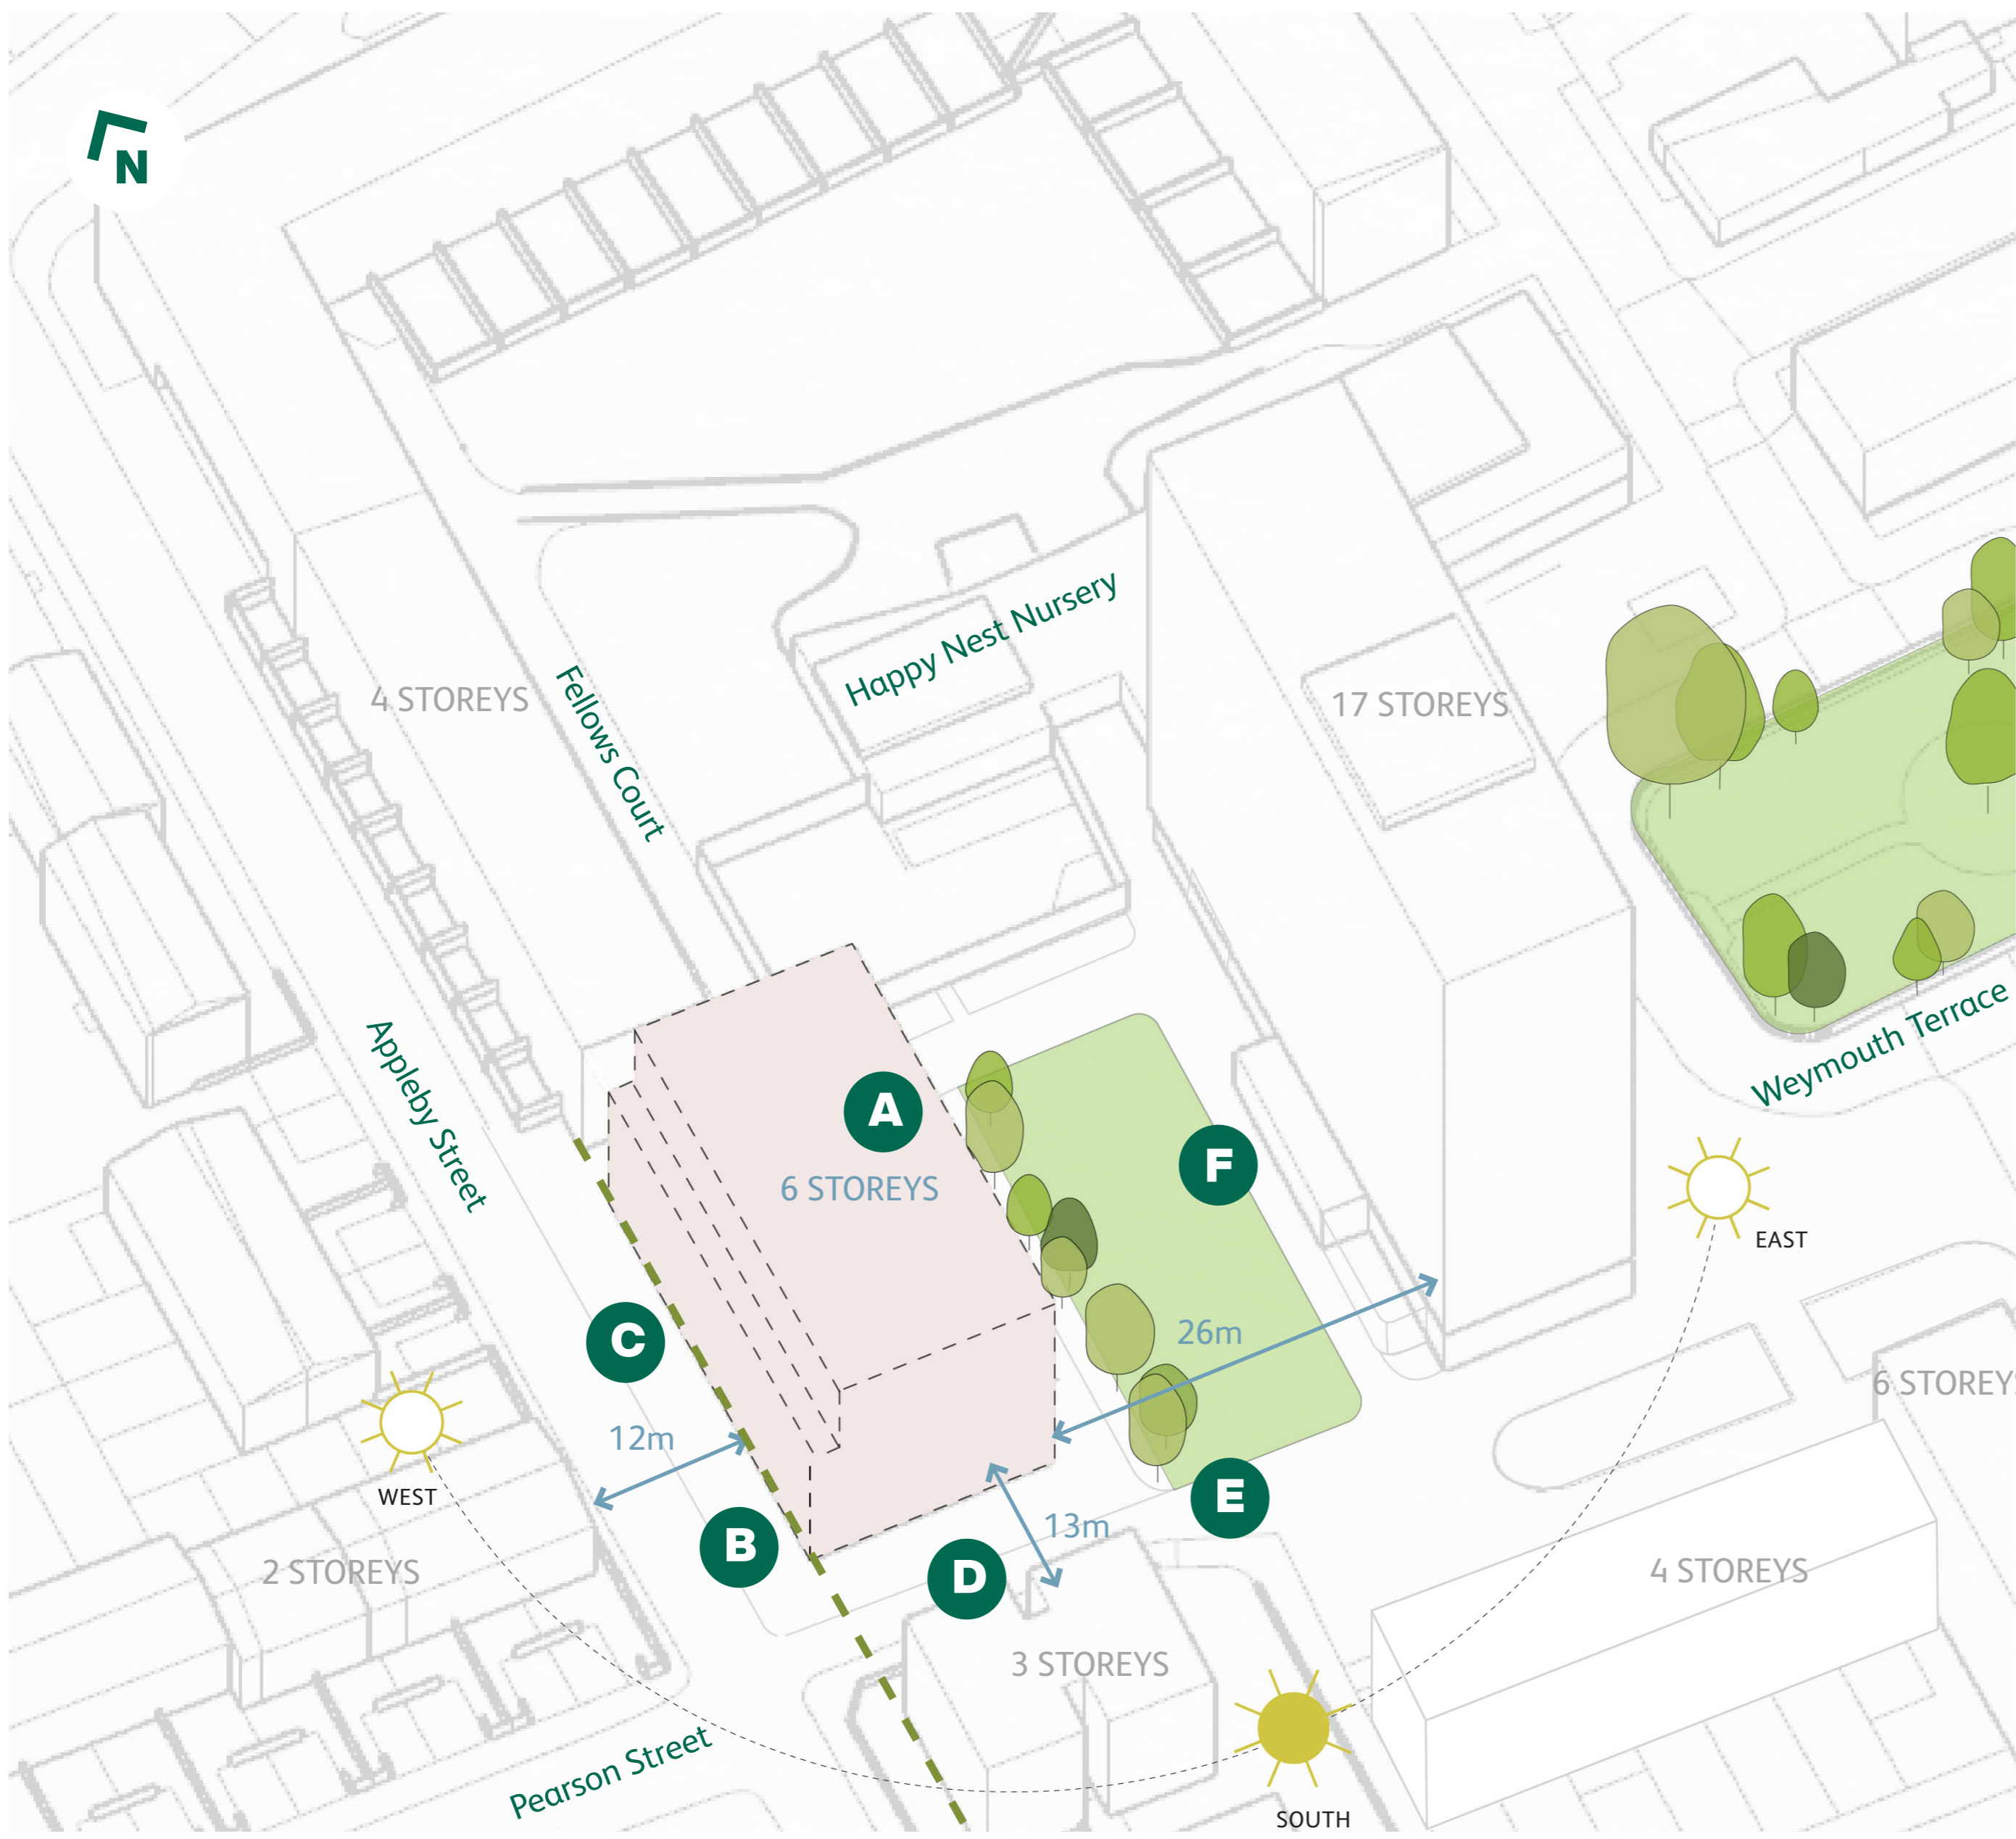 N
Happy Nest Nursery
4 STOREYS
Fellows Court
17 STOREYS
Appleby Street
Weymouth Terrace
A
6 STOREYS
F
EAST
C
26m
6 STOREYS
12m
WEST
B
E
13m
D
2 STOREYS
4 STOREYS
3 STOREYS
Pearson Street
SOUTH